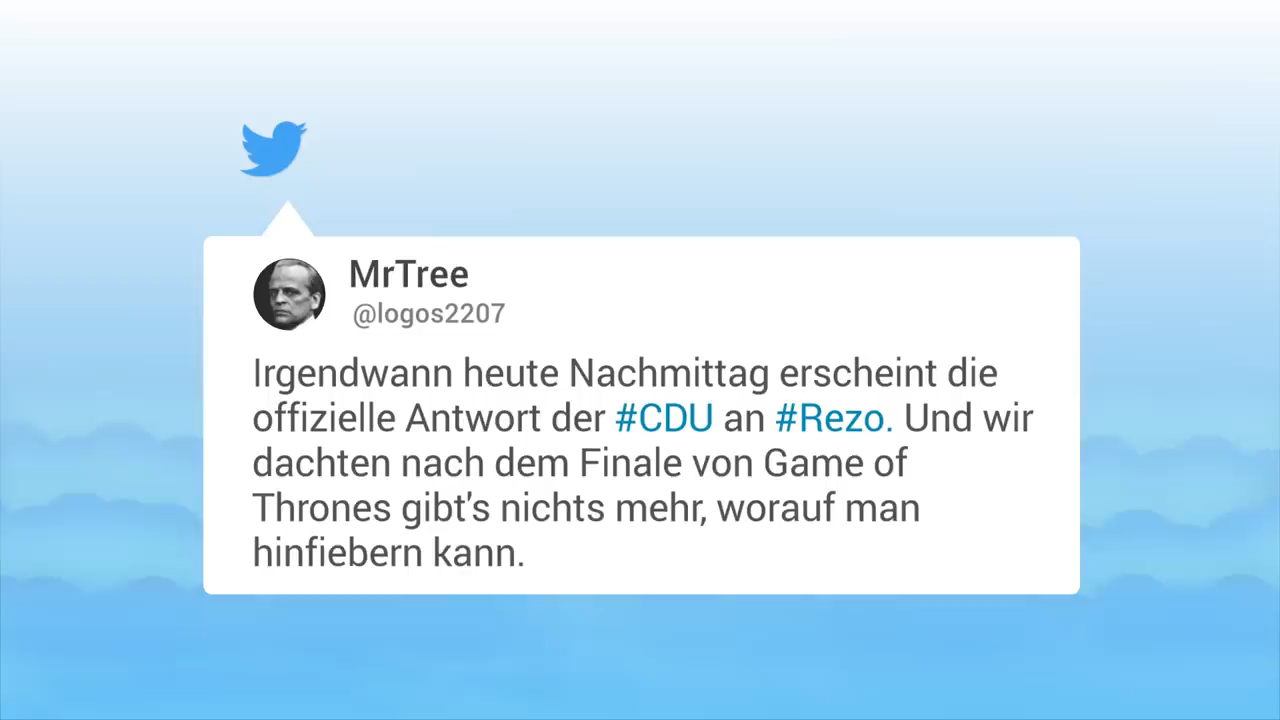 MrTree
@logos2207
Irgendwann heute Nachmittag erscheint die
offizielle Antwort der #CDU an #Rezo. Und wir
dachten nach dem Finale von Game of
Thrones gibt's nichts mehr, worauf man
hinfiebern kann.